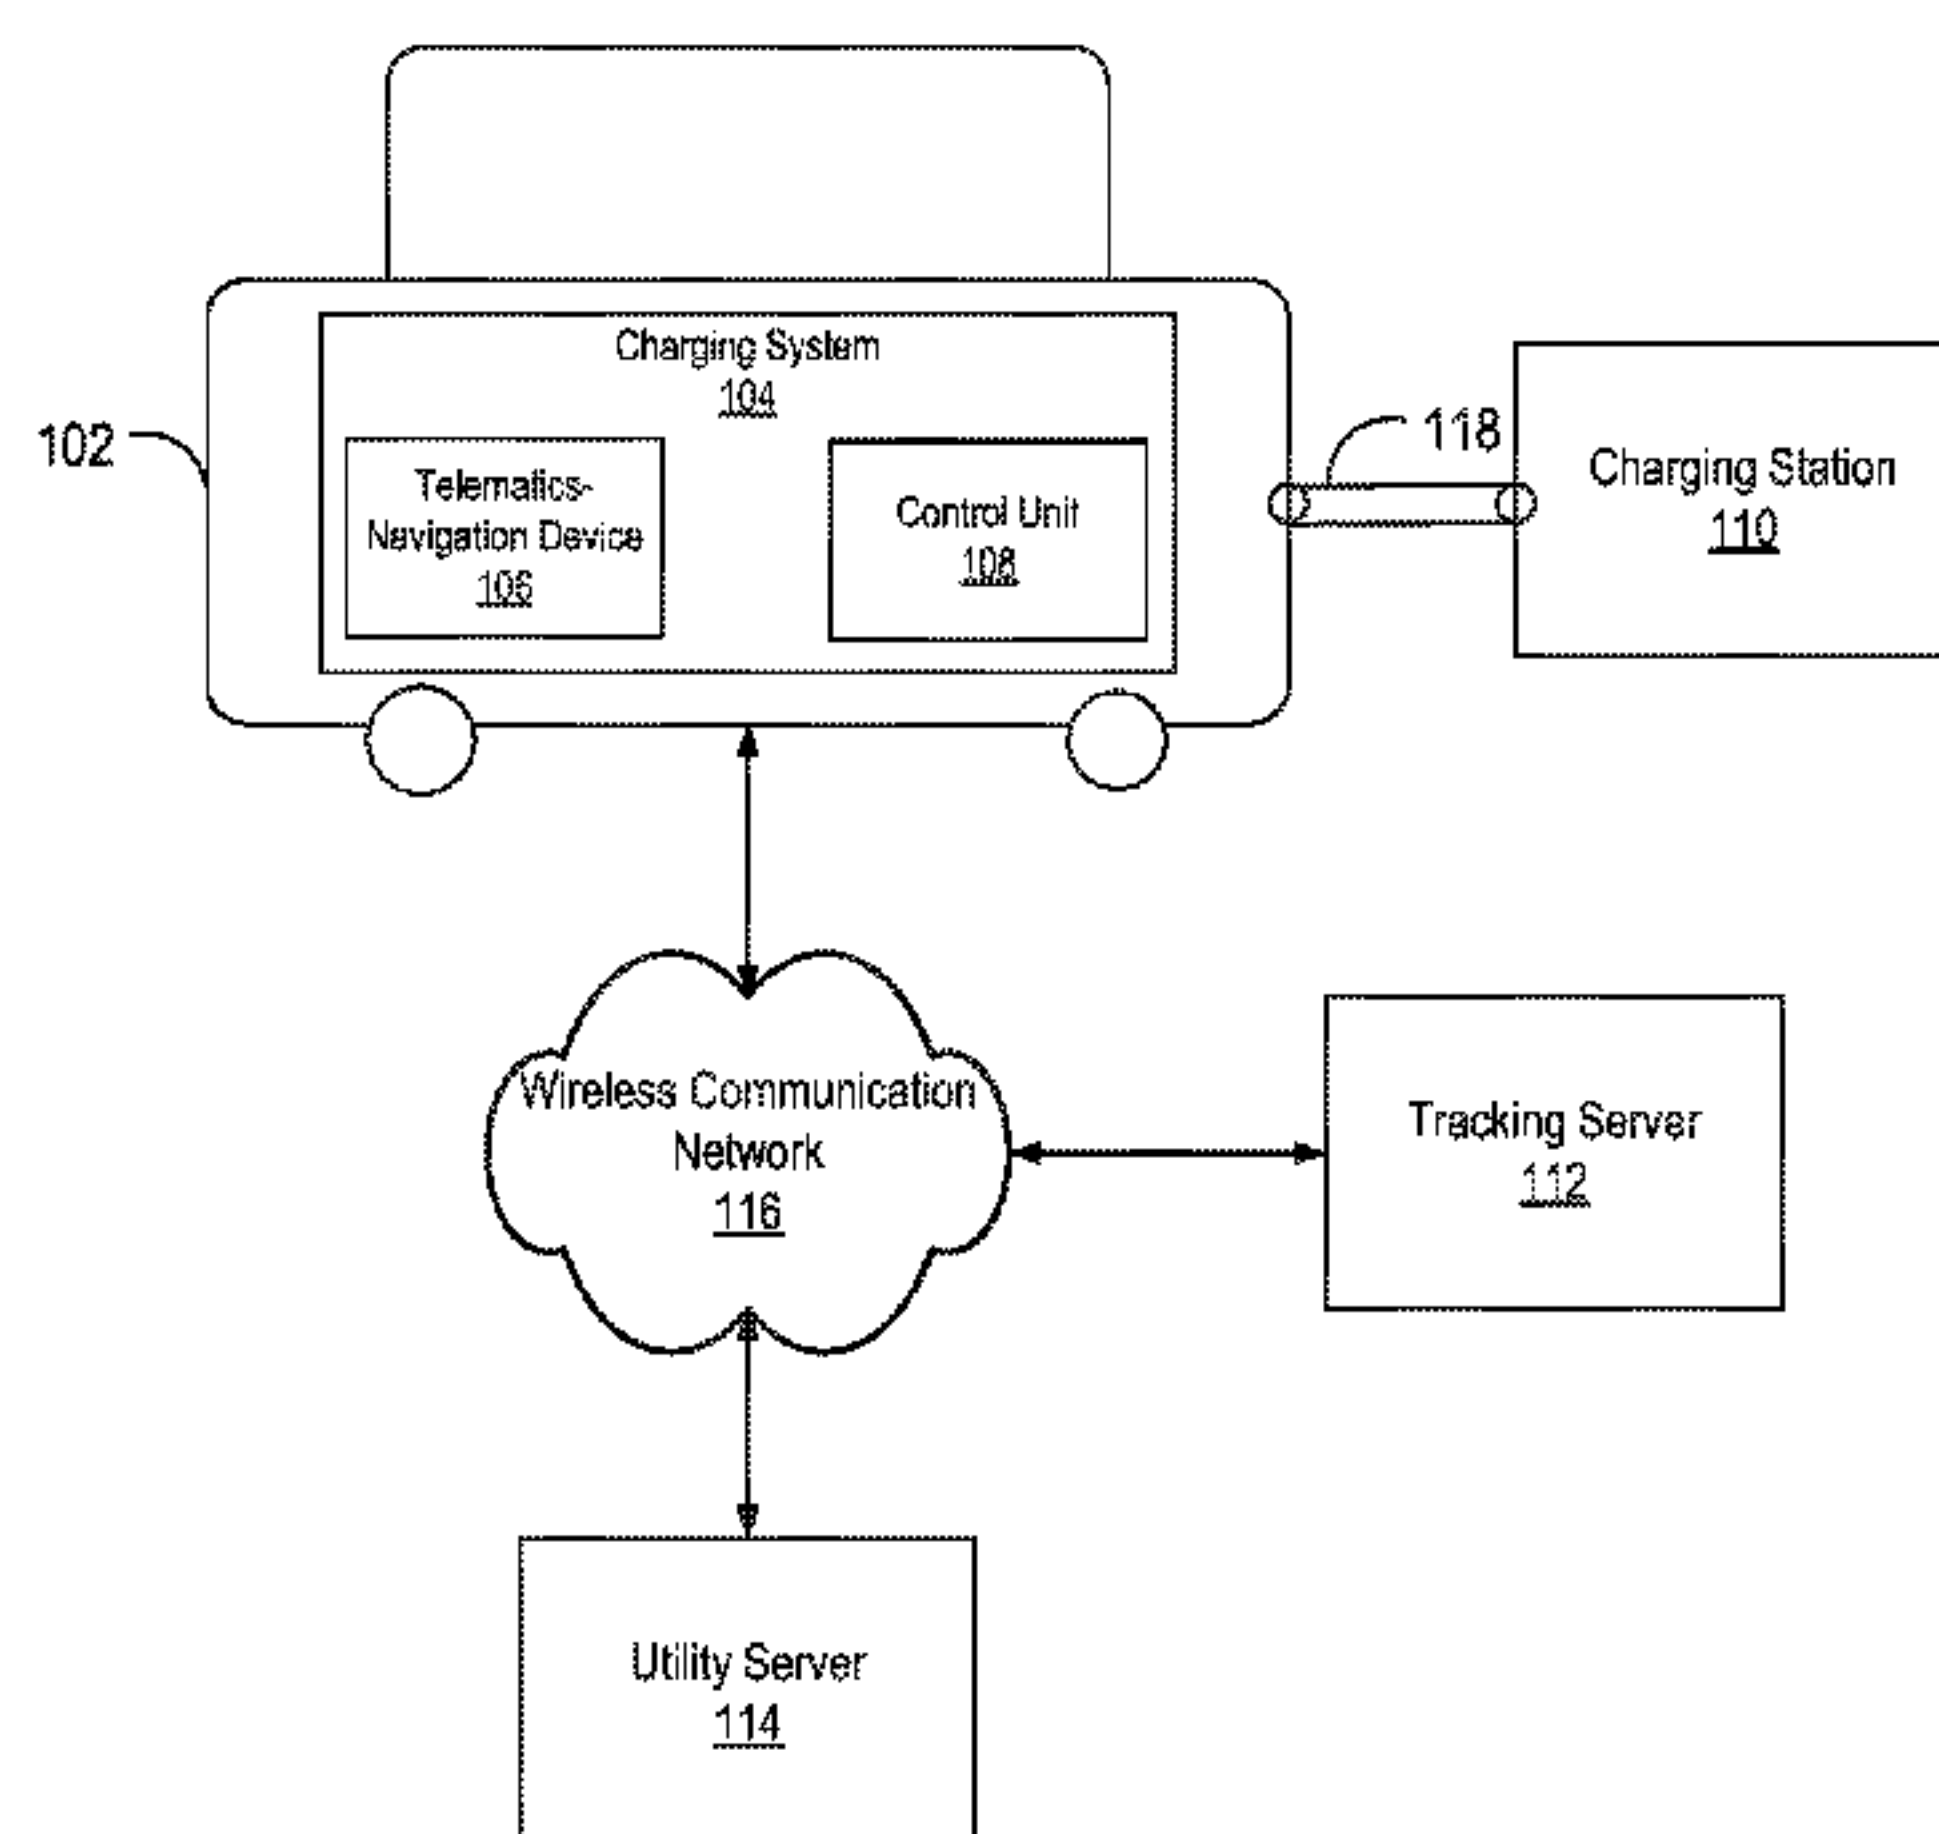 Charging System
104
102
118
Telematics-
Navigation Device
106
Control Unit
108
Charging Station
110
Wireless Communication
Network
116
Tracking Server
112
Utility Server
114